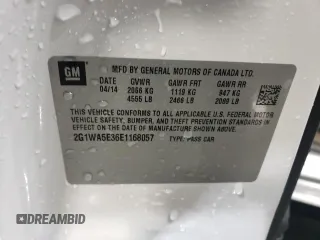 GM
MFD BY GENERAL MOTORS OF CANADA LTD.
DATE GVWR GAWR FRT GAWR RR
04/14 2066 KG 1119 KG 947 KG
4555 LB 2466 LB 2089 LB
THIS VEHICLE CONFORMS TO ALL APPLICABLE U.S. FEDERAL MOTOR VEHICLE
SAFETY, BUMPER, AND THEFT PREVENTION STANDARDS IN EFFECT ON THE DATE
OF MANUFACTURE SHOWN ABOVE.
2G1WA5E36E1168057 TYPE: PASS CAR
DREAMBID